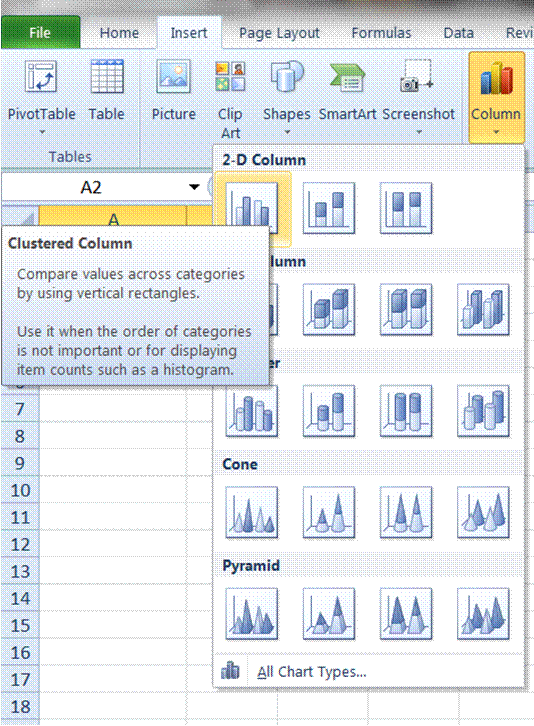 File Home Insert Page Layout Formulas Data Revi
PivotTable Table Picture Clip Art Shapes SmartArt Screenshot Column
Tables
2-D Column
A2
A
Clustered Column
Compare values across categories
by using vertical rectangles.
Use it when the order of categories
is not important or for displaying
item counts such as a histogram.
lumn
er
7
8
9
Cone
10
11
12
13
Pyramid
14
15
16
17
All Chart Types...
18